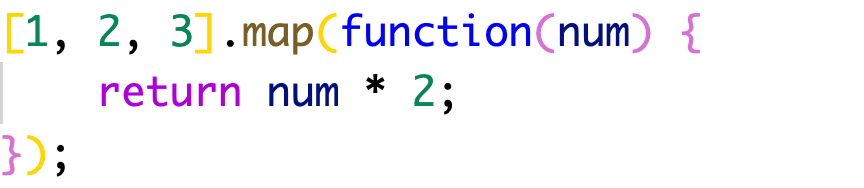 [1, 2, 3].map(function(num) {
    return num * 2;
});